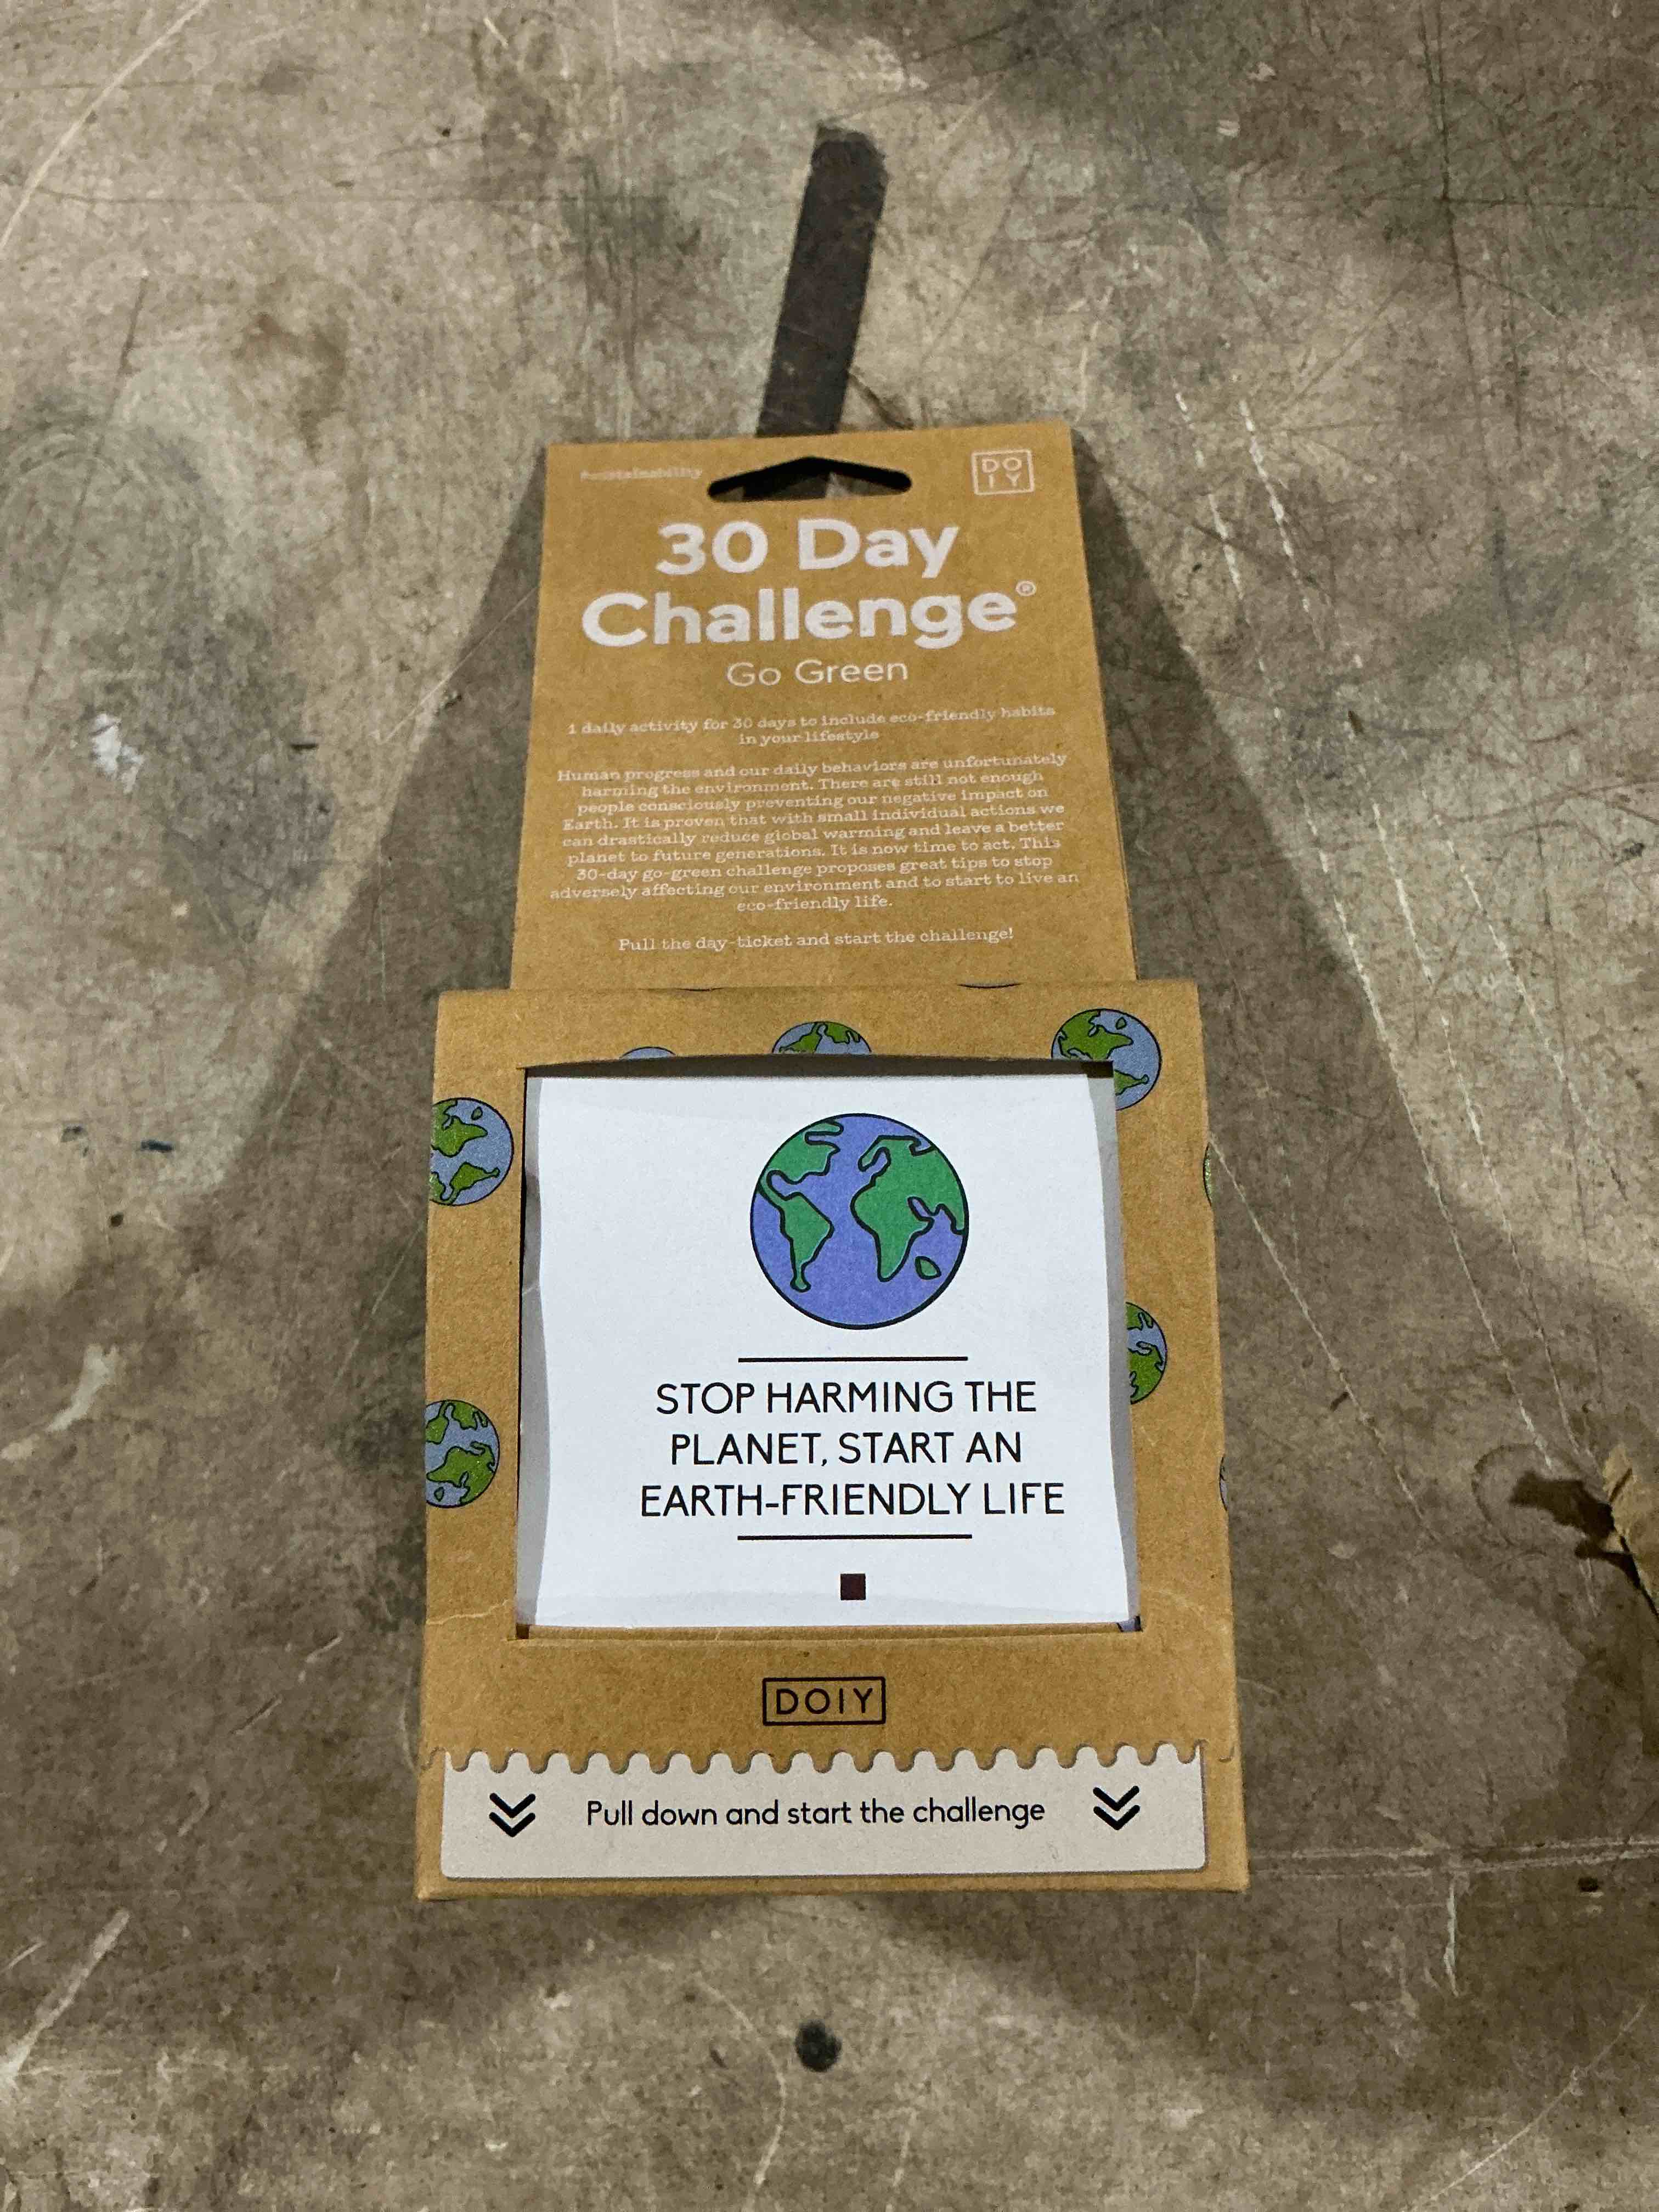 #sustainability
DO
IY
30 Day
Challenge®
Go Green
1 daily activity for 30 days to include eco-friendly habits
in your lifestyle
Human progress and our daily behaviors are unfortunately
harming the environment. There are still not enough
people consciously preventing our negative impact on
Earth. It is proven that with small individual actions we
can drastically reduce global warming and leave a better
planet to future generations. It is now time to act. This
30-day go-green challenge proposes great tips to stop
adversely affecting our environment and to start to live an
eco-friendly life.
Pull the day-ticket and start the challenge!
STOP HARMING THE
PLANET, START AN
EARTH-FRIENDLY LIFE
DOIY
Pull down and start the challenge